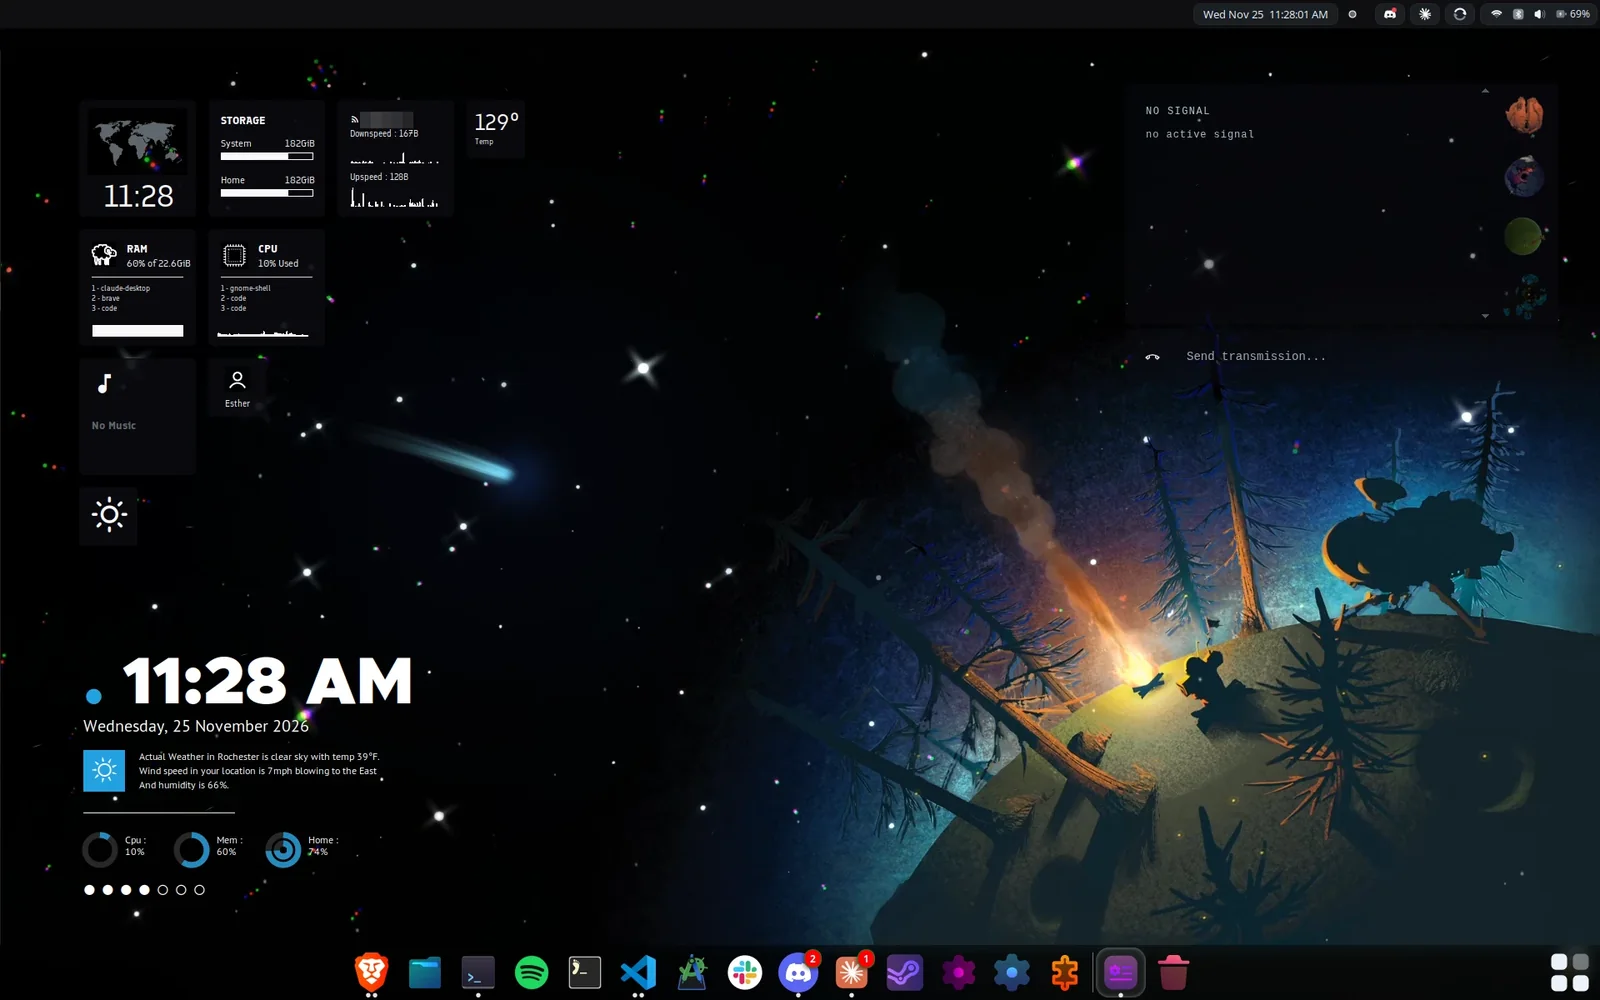 Wed Nov 25 11:28:01 AM
69%
11:28
STORAGE
System 182GiB
Home 182GiB
Downspeed : 167B
Upspeed : 128B
129°
Temp
RAM
60% of 22.6GiB
1 - claude-desktop
2 - brave
3 - code
CPU
10% Used
1 - gnome-shell
2 - code
3 - code
No Music
Esther
NO SIGNAL
no active signal
Send transmission...
11:28 AM
Wednesday, 25 November 2026
Actual Weather in Rochester is clear sky with temp 39°F.
Wind speed in your location is 7mph blowing to the East
And humidity is 66%.
Cpu :
10%
Mem :
60%
Home :
74%
2
1